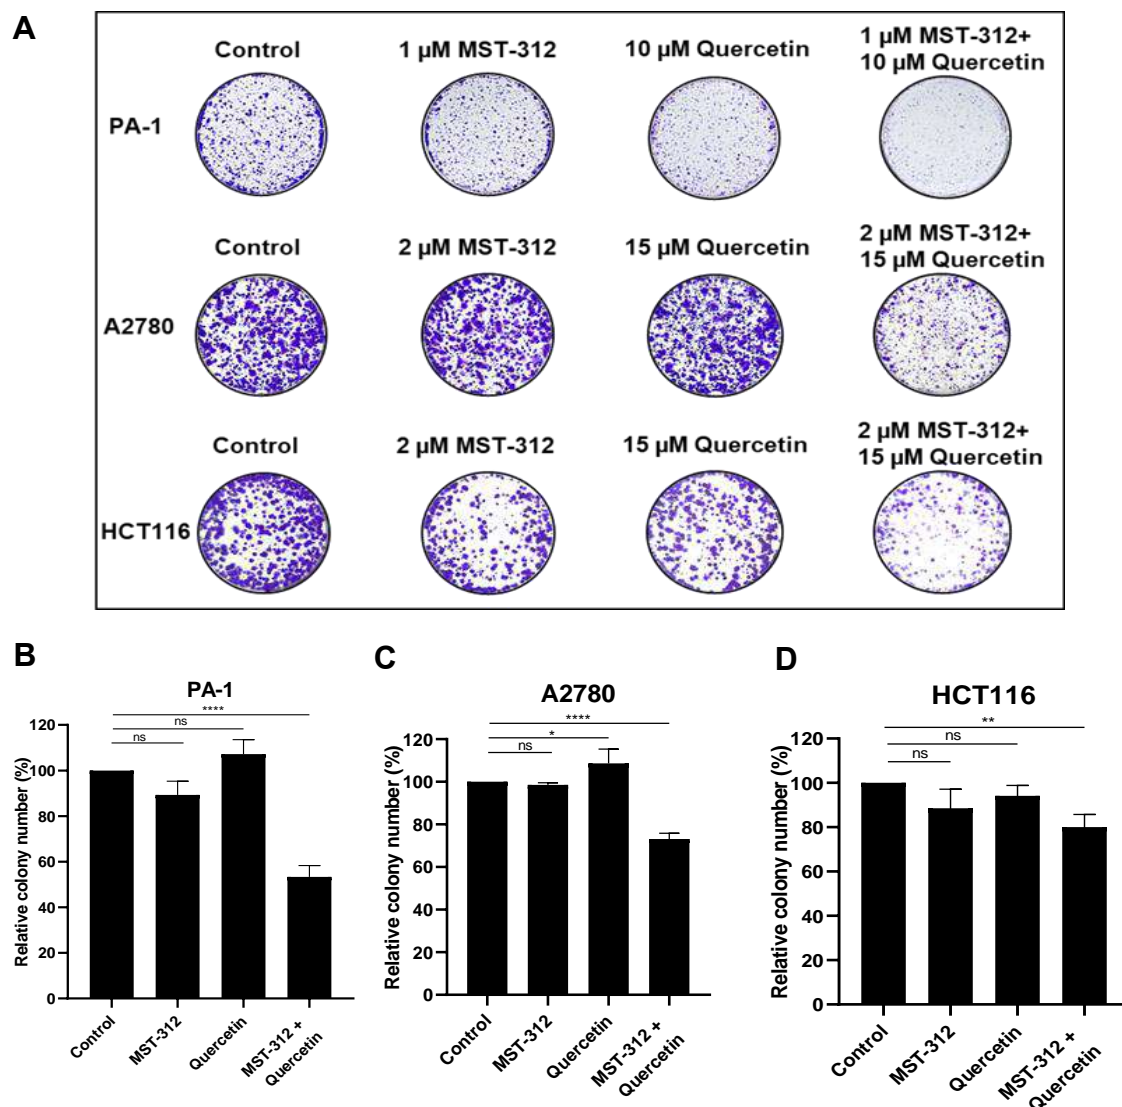 A
Control
1 µM MST-312
10 µM Quercetin
1 µM MST-312+
10 µM Quercetin
PA-1
Control
2 µM MST-312
15 µM Quercetin
2 µM MST-312+
15 µM Quercetin
A2780
Control
2 µM MST-312
15 µM Quercetin
2 µM MST-312+
15 µM Quercetin
HCT116
B
PA-1
****
ns
ns
Relative colony number (%)
120
100
80
60
40
20
0
Control
MST-312
Quercetin
MST-312 +
Quercetin
C
A2780
****
*
ns
Relative colony number (%)
120
100
80
60
40
20
0
Control
MST-312
Quercetin
MST-312 +
Quercetin
D
HCT116
**
ns
ns
Relative colony number (%)
120
100
80
60
40
20
0
Control
MST-312
Quercetin
MST-312 +
Quercetin